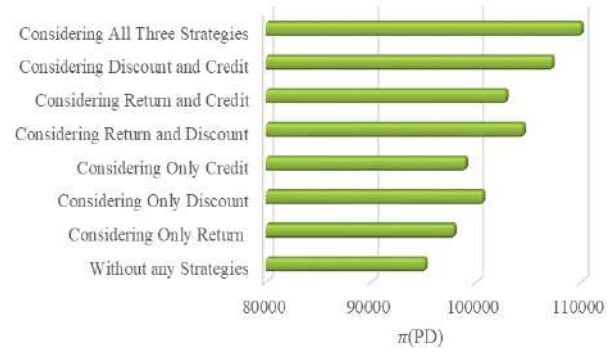 Considering All Three Strategies
Considering Discount and Credit
Considering Return and Credit
Considering Return and Discount
Considering Only Credit
Considering Only Discount
Considering Only Return
Without any Strategies
80000 90000 100000 110000
π(PD)